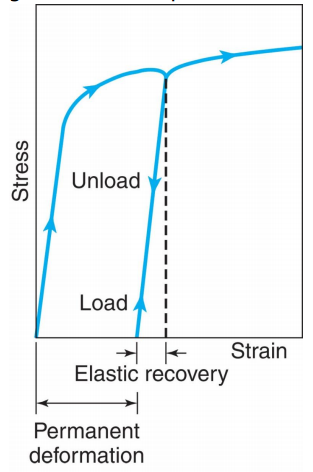 Stress
Unload
Load
Strain
Elastic recovery
Permanent
deformation